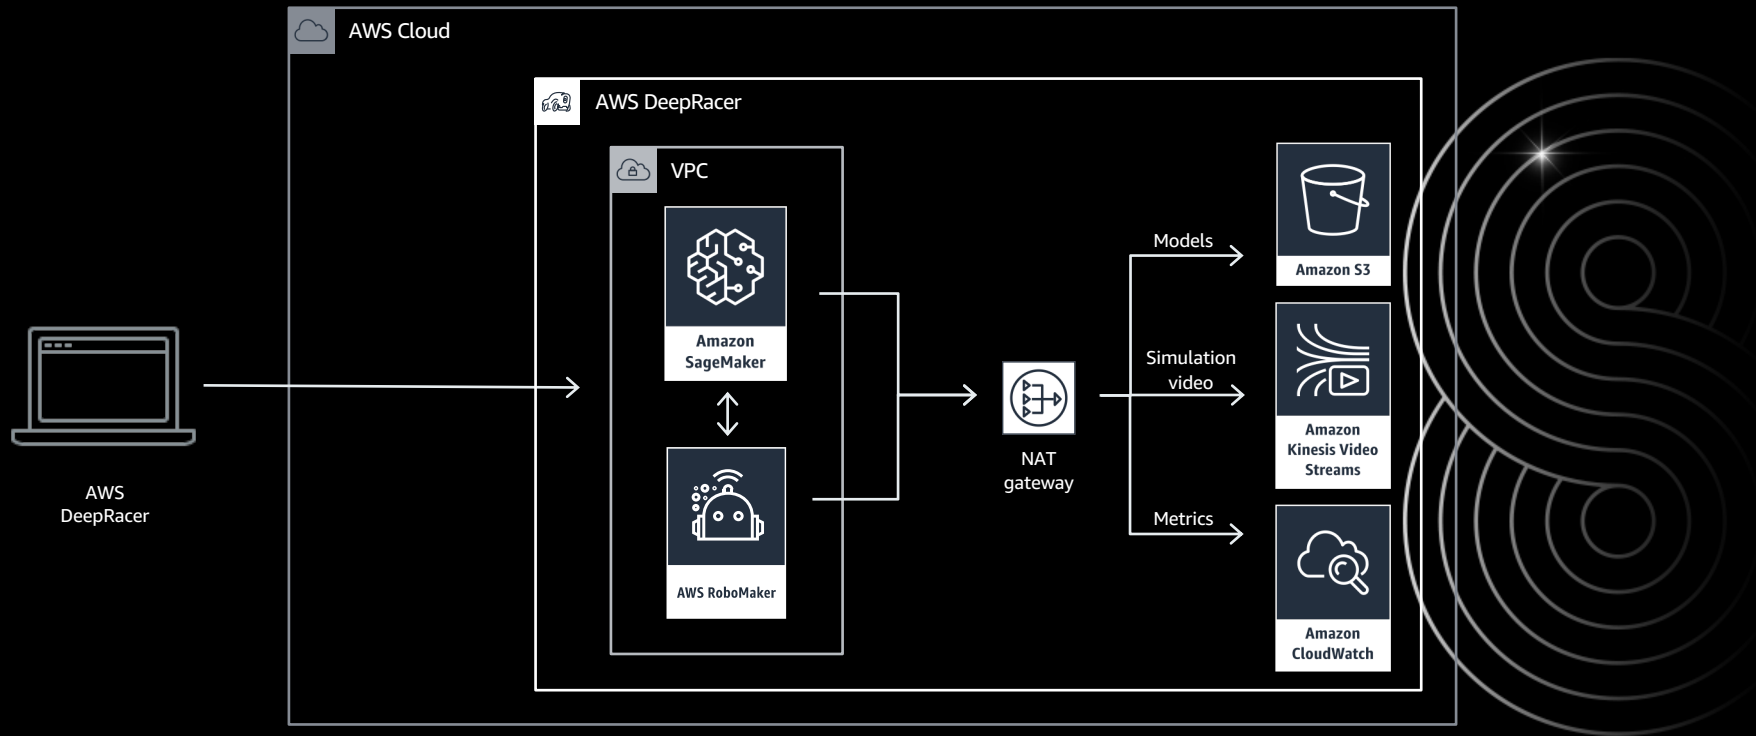 AWS Cloud
AWS DeepRacer
VPC
Amazon
SageMaker
AWS RoboMaker
AWS
DeepRacer
NAT
gateway
Models
Simulation
video
Metrics
Amazon S3
Amazon
Kinesis Video
Streams
Amazon
CloudWatch